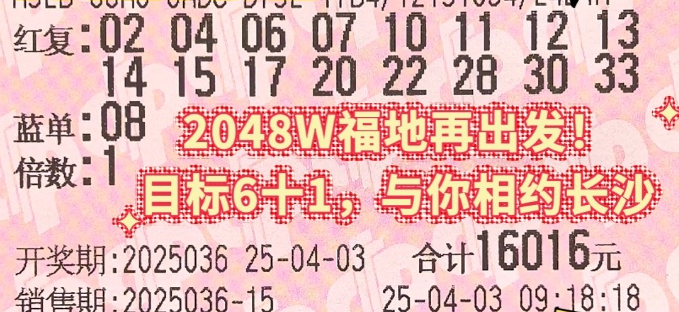 红复:02 04 06 07 10 11 12 13
14 15 17 20 22 28 30 33
蓝单:08
2048W福地再出发!
倍数:1
目标6十1，与你相约长沙
开奖期:2025036 25-04-03 合计16016元
销售期:2025036-15 25-04-03 09:18:18